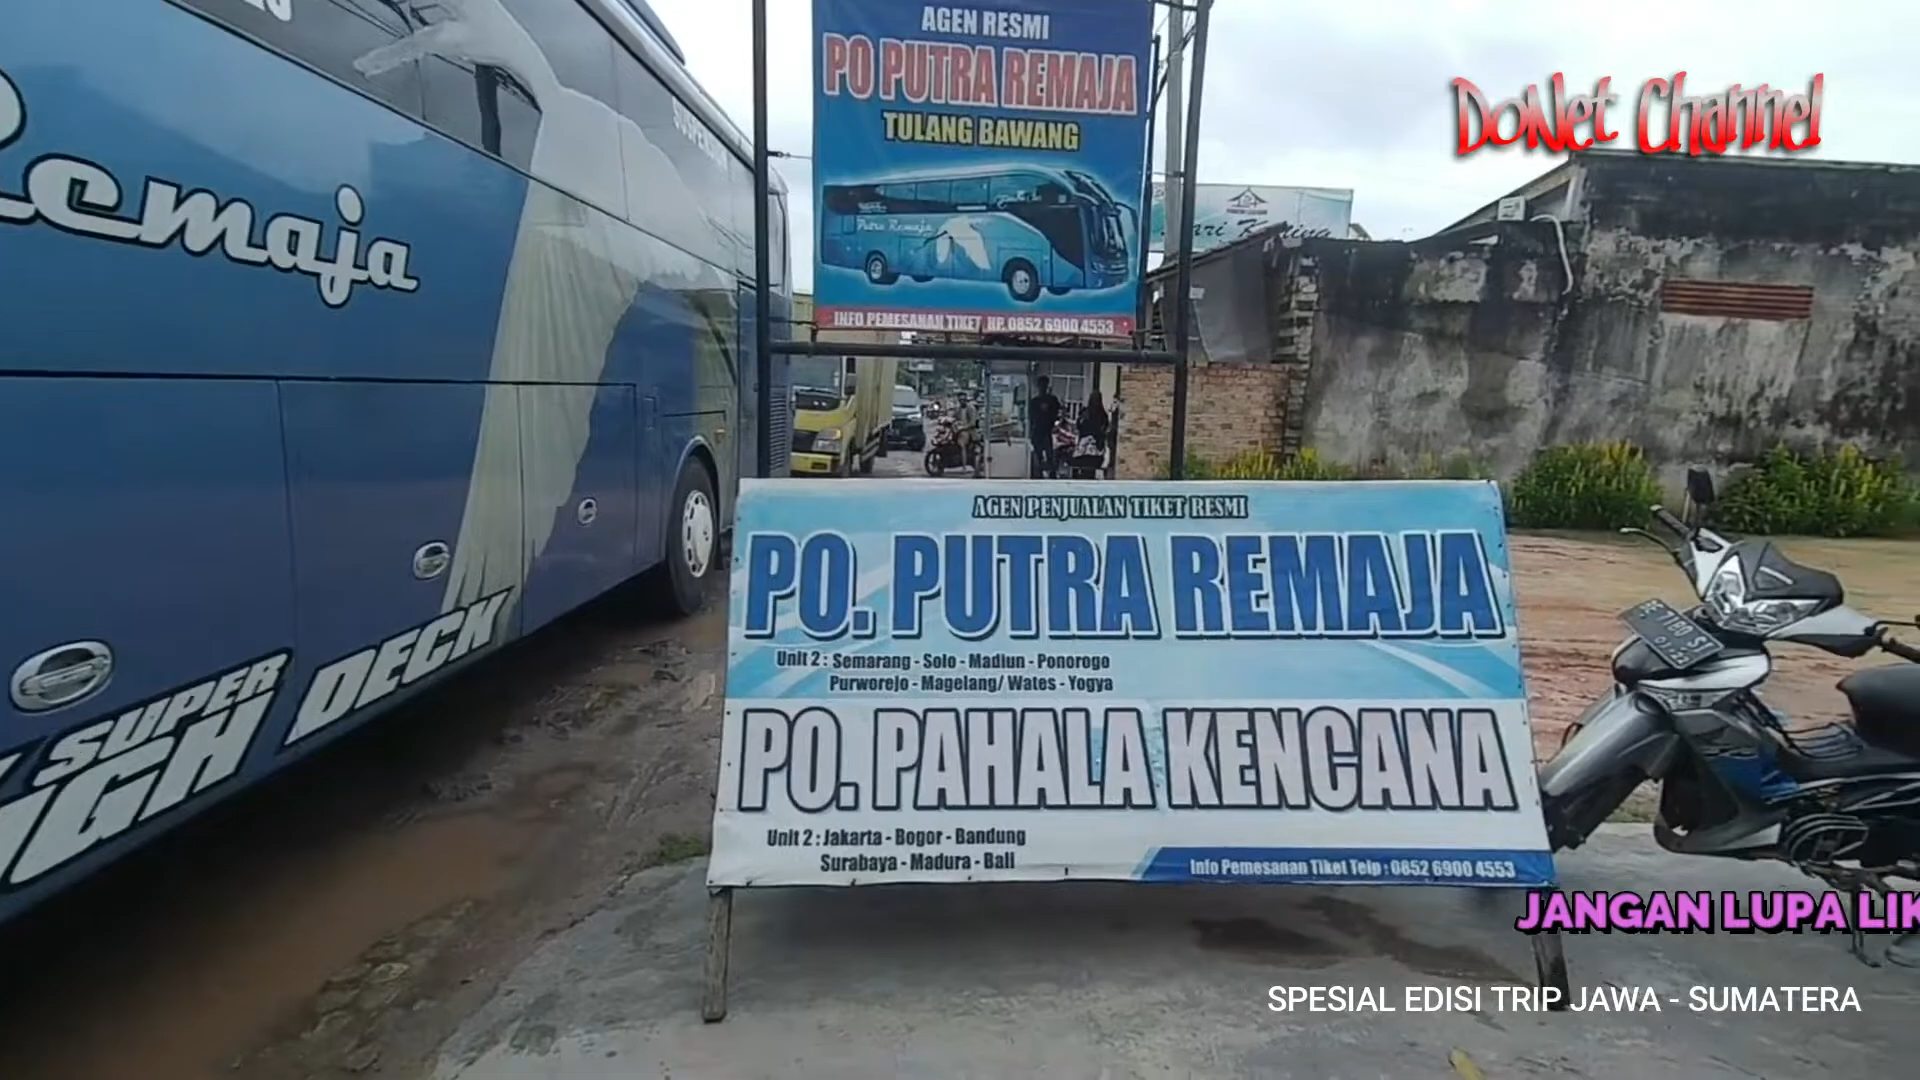 AGEN RESMI
PO PUTRA REMAJA
TULANG BAWANG
Putra Remaja
INFO PEMESANAN TIKET HP. 0852 6900 4553
DoNet Channel
Remaja
SUPER
HIGH DECK
AGEN PENJUALAN TIKET RESMI
PO. PUTRA REMAJA
Unit 2 : Semarang - Solo - Madiun - Ponorogo
Purworejo - Magelang/ Wates - Yogya
PO. PAHALA KENCANA
Unit 2 : Jakarta - Bogor - Bandung
Surabaya - Madura - Bali
Info Pemesanan Tiket Telp : 0852 6900 4553
JANGAN LUPA LIK
SPESIAL EDISI TRIP JAWA - SUMATERA